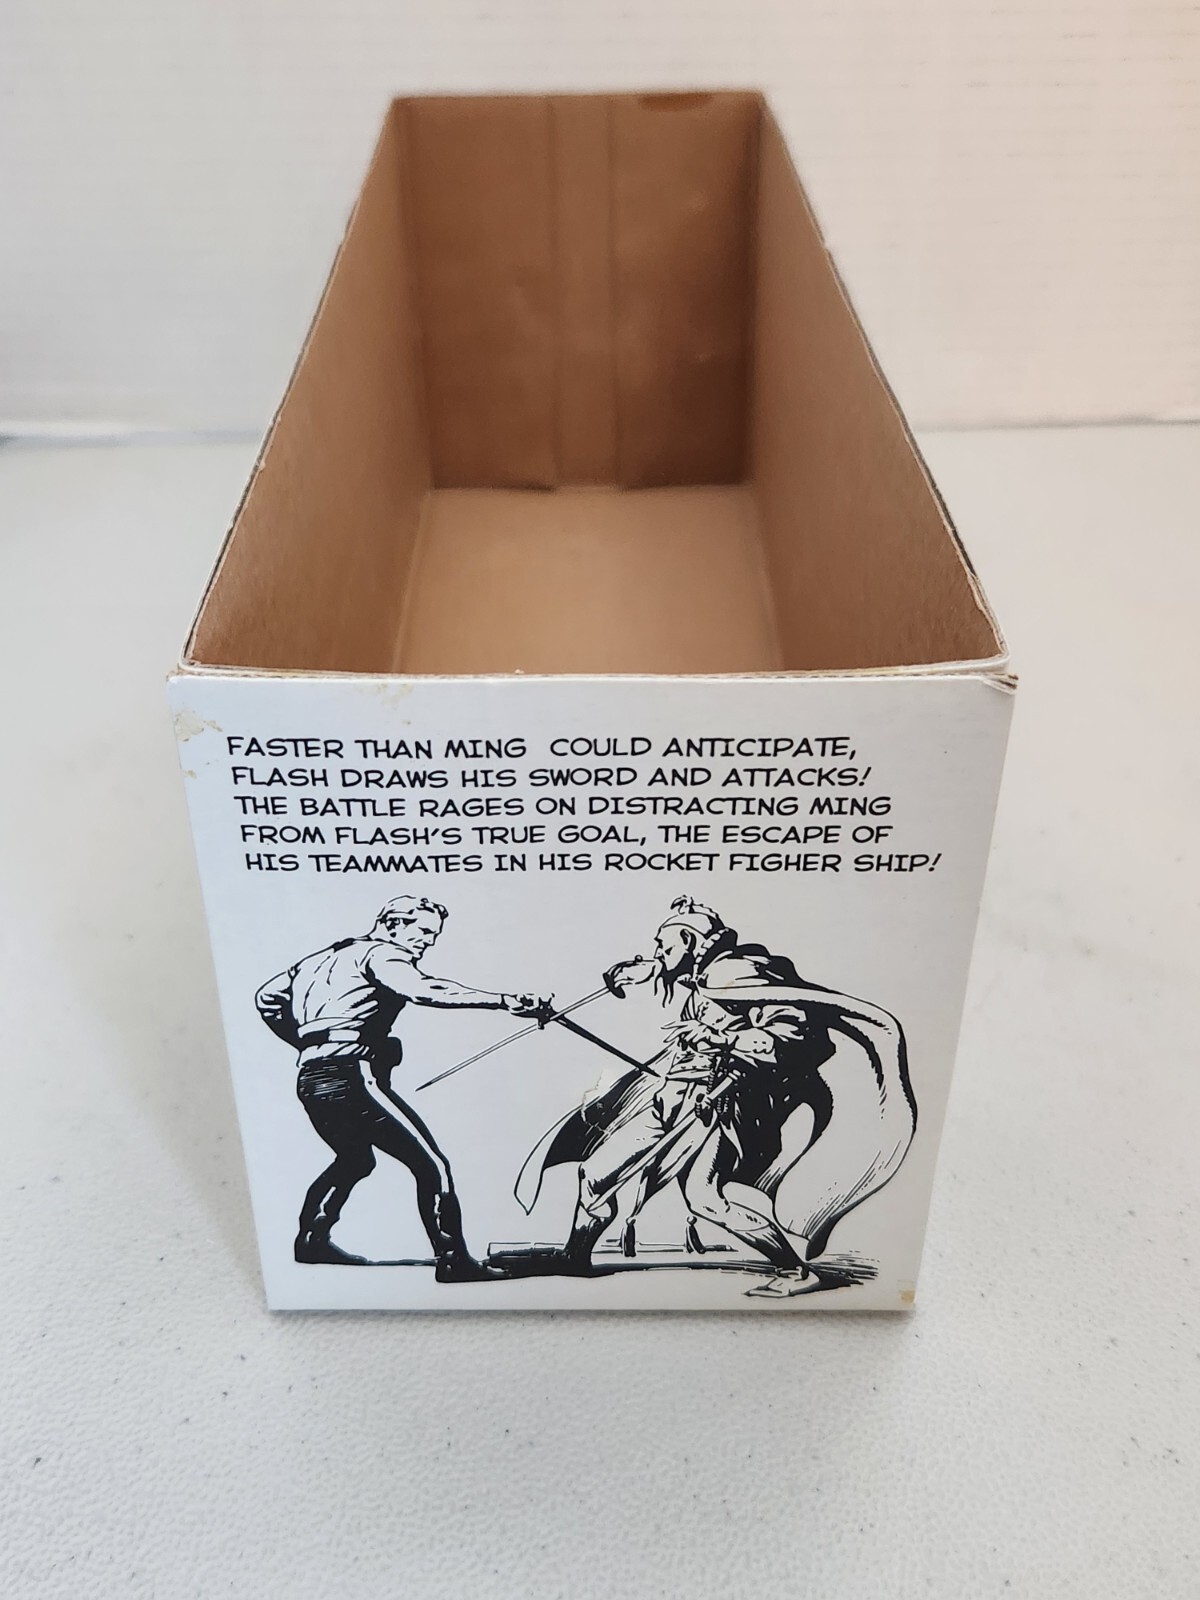 FASTER THAN MING COULD ANTICIPATE,
FLASH DRAWS HIS SWORD AND ATTACKS!
THE BATTLE RAGES ON DISTRACTING MING
FROM FLASH'S TRUE GOAL, THE ESCAPE OF
HIS TEAMMATES IN HIS ROCKET FIGHER SHIP!